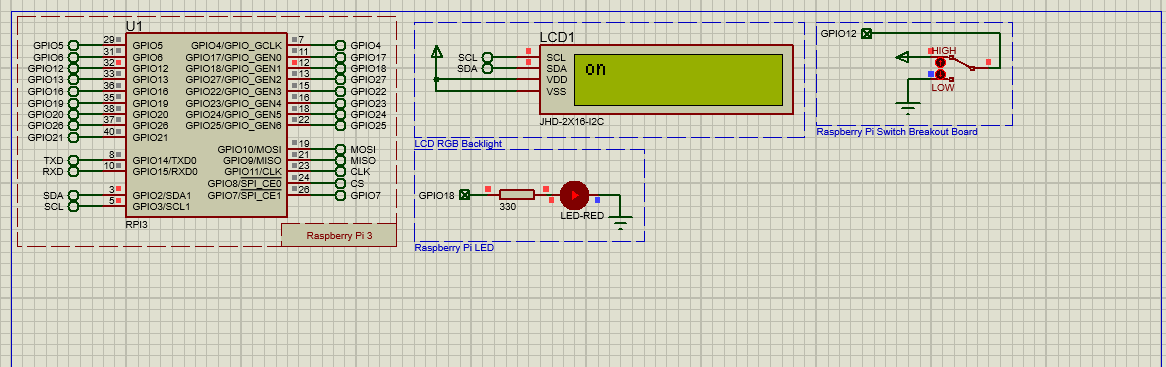 U1
GPIO5 29 GPIO5 GPIO4/GPIO_GCLK 7 GPIO4
GPIO6 31 GPIO6 GPIO17/GPIO_GEN0 11 GPIO17
GPIO12 32 GPIO12 GPIO18/GPIO_GEN1 12 GPIO18
GPIO13 33 GPIO13 GPIO27/GPIO_GEN2 13 GPIO27
GPIO16 36 GPIO16 GPIO22/GPIO_GEN3 15 GPIO22
GPIO19 35 GPIO19 GPIO23/GPIO_GEN4 16 GPIO23
GPIO20 38 GPIO20 GPIO24/GPIO_GEN5 18 GPIO24
GPIO26 37 GPIO26 GPIO25/GPIO_GEN6 22 GPIO25
GPIO21 40 GPIO21
GPIO10/MOSI 19 MOSI
TXD 8 GPIO14/TXD0 GPIO9/MISO 21 MISO
RXD 10 GPIO15/RXD0 GPIO11/CLK 23 CLK
GPIO8/SPI_CE0 24 CS
SDA 3 GPIO2/SDA1 GPIO7/SPI_CE1 26 GPIO7
SCL 5 GPIO3/SCL1
RPI3
Raspberry Pi 3
LCD1
SCL SCL
SDA SDA
VDD
VSS
on
JHD-2X16-I2C
LCD RGB Backlight
GPIO12
HIGH
LOW
Raspberry Pi Switch Breakout Board
GPIO18
330
LED-RED
Raspberry Pi LED